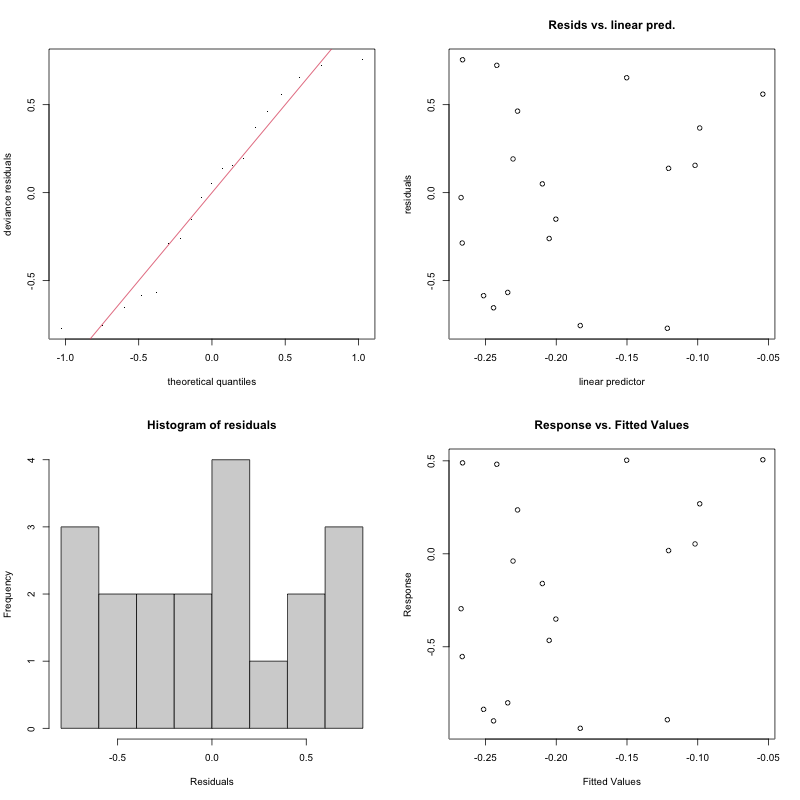 deviance residuals
0.5
0.0
-0.5
-1.0 -0.5 0.0 0.5 1.0
theoretical quantiles
Resids vs. linear pred.
residuals
0.5
0.0
-0.5
-0.25 -0.20 -0.15 -0.10 -0.05
linear predictor
Histogram of residuals
Frequency
4
3
2
1
0
-0.5 0.0 0.5
Residuals
Response vs. Fitted Values
Response
0.5
0.0
-0.5
-0.25 -0.20 -0.15 -0.10 -0.05
Fitted Values